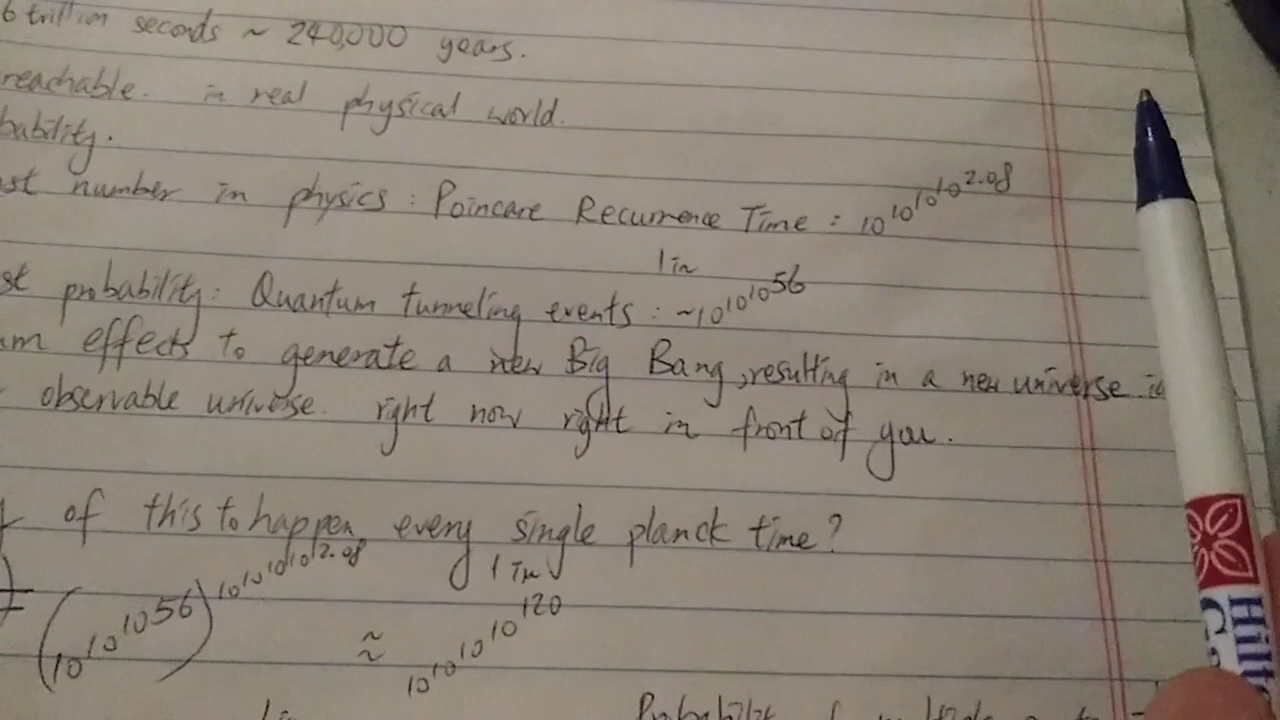 6 trillion seconds ~ 240,000 years.
reachable. in real physical world.
bability.
st number in physics : Poincare Recurrence Time : 10^10^10^10^2.08
1 in
st probability: Quantum tunneling events : ~10^10^10^56
um effects to generate a new Big Bang, resulting in a new universe
observable universe. right now right in front of you.
of this to happen every single planck time?
1 in
(10^10^10^56)^10^10^10^10^2.08 ≈ 10^10^10^10^120
Hill